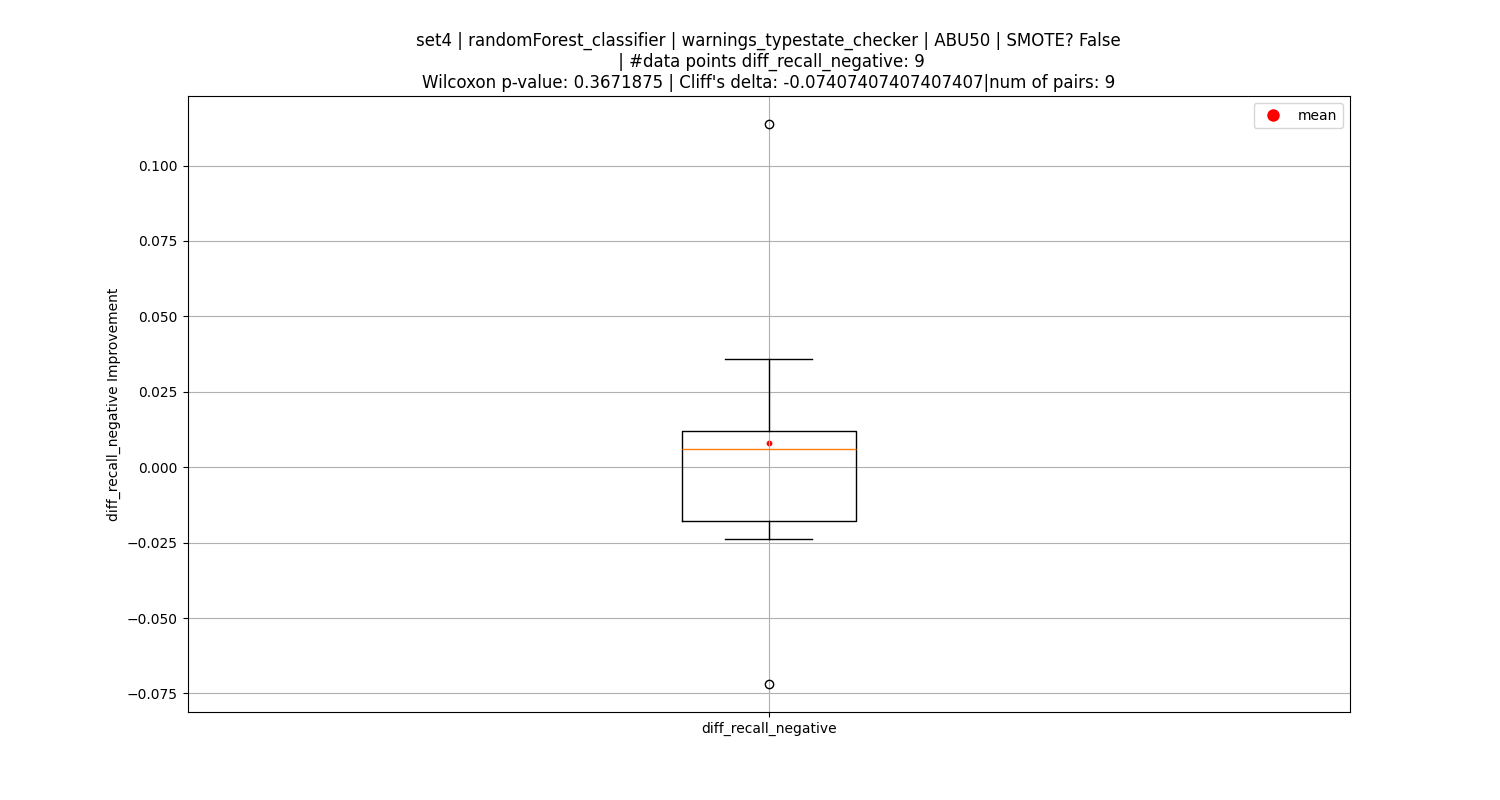 set4 | randomForest_classifier | warnings_typestate_checker | ABU50 | SMOTE? False
| #data points diff_recall_negative: 9
Wilcoxon p-value: 0.3671875 | Cliff's delta: -0.07407407407407407|num of pairs: 9
mean
0.100
0.075
0.050
0.025
0.000
−0.025
−0.050
−0.075
diff_recall_negative Improvement
diff_recall_negative